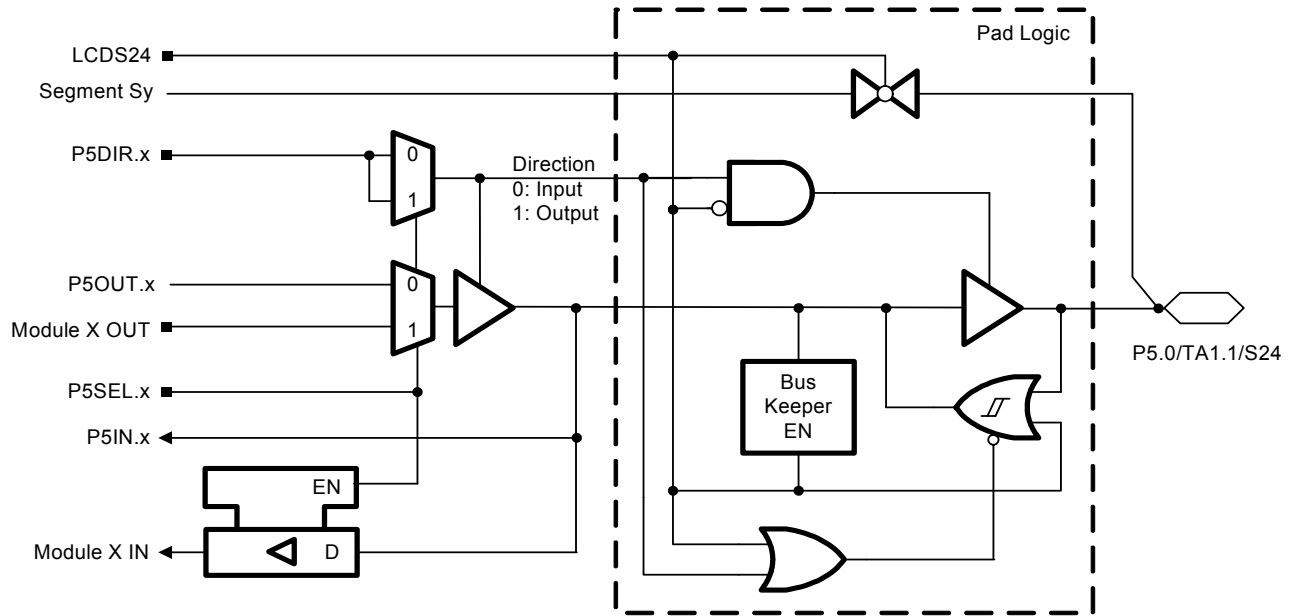 Pad Logic
LCDS24
Segment Sy
P5DIR.x
0
1
Direction
0: Input
1: Output
P5OUT.x
0
Module X OUT
1
P5.0/TA1.1/S24
P5SEL.x
Bus
Keeper
EN
P5IN.x
EN
Module X IN
D